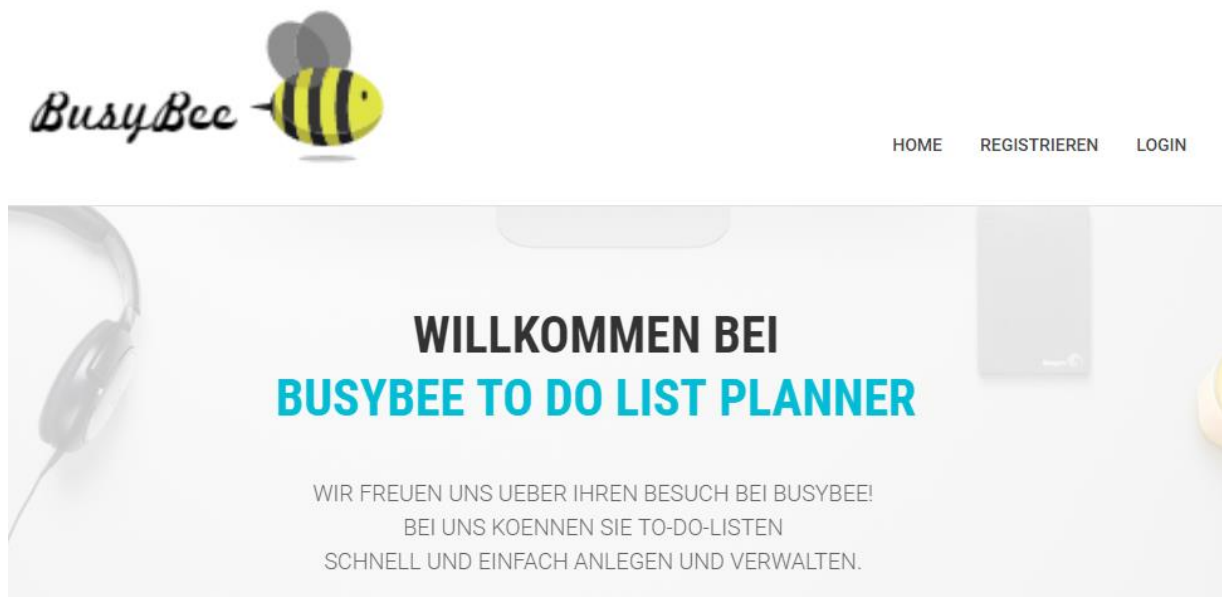 BusyBee
HOME REGISTRIEREN LOGIN
WILLKOMMEN BEI
BUSYBEE TO DO LIST PLANNER
WIR FREUEN UNS UEBER IHREN BESUCH BEI BUSYBEE!
BEI UNS KOENNEN SIE TO-DO-LISTEN
SCHNELL UND EINFACH ANLEGEN UND VERWALTEN.